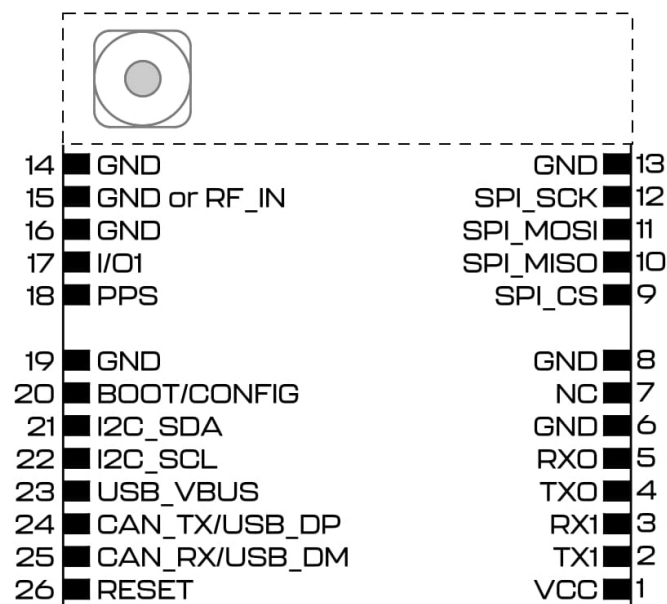 14 GND GND 13
15 GND or RF_IN SPI_SCK 12
16 GND SPI_MOSI 11
17 I/O1 SPI_MISO 10
18 PPS SPI_CS 9
19 GND GND 8
20 BOOT/CONFIG NC 7
21 I2C_SDA GND 6
22 I2C_SCL RX0 5
23 USB_VBUS TX0 4
24 CAN_TX/USB_DP RX1 3
25 CAN_RX/USB_DM TX1 2
26 RESET VCC 1